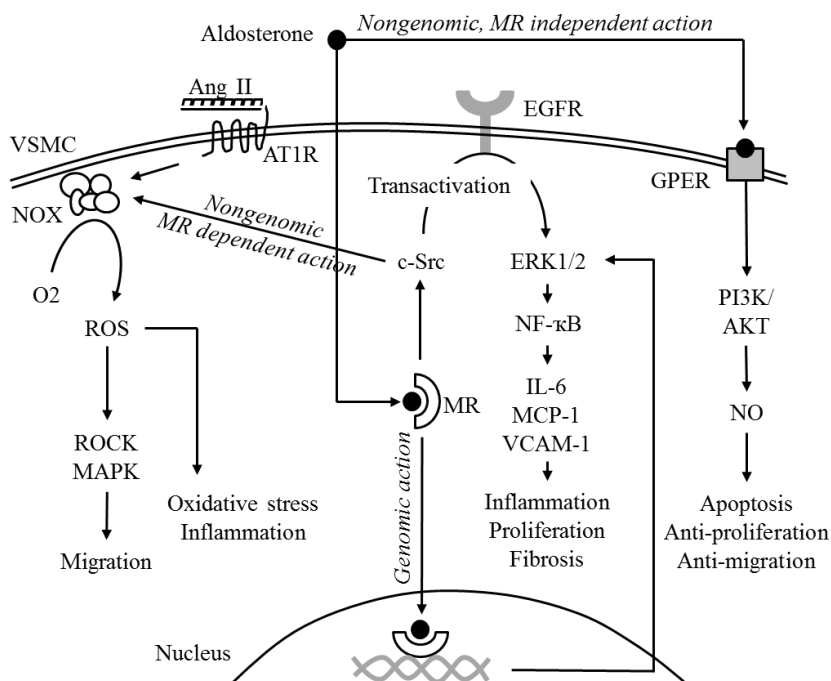 Nongenomic, MR independent action
Aldosterone
Ang II
EGFR
VSMC
AT1R
Transactivation
GPER
NOX
Nongenomic
MR dependent action
c-Src
ERK1/2
O2
PI3K/
AKT
ROS
NF-κB
IL-6
MCP-1
VCAM-1
MR
NO
ROCK
MAPK
Genomic action
Oxidative stress
Inflammation
Inflammation
Proliferation
Fibrosis
Apoptosis
Anti-proliferation
Anti-migration
Migration
Nucleus